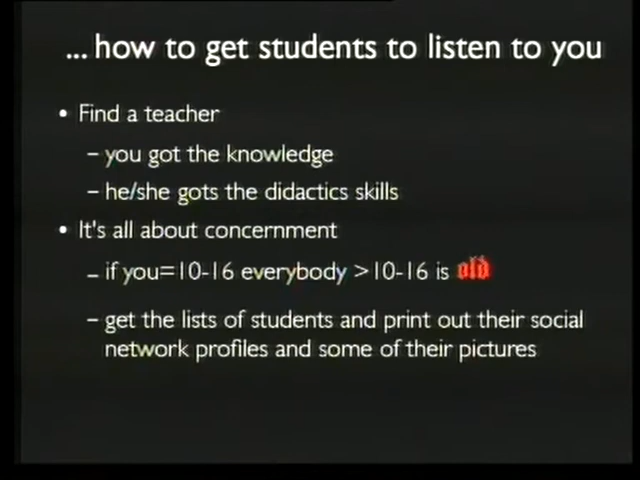 ... how to get students to listen to you
• Find a teacher
– you got the knowledge
– he/she gots the didactics skills
• It's all about concernment
– if you=10-16 everybody >10-16 is old
– get the lists of students and print out their social
network profiles and some of their pictures